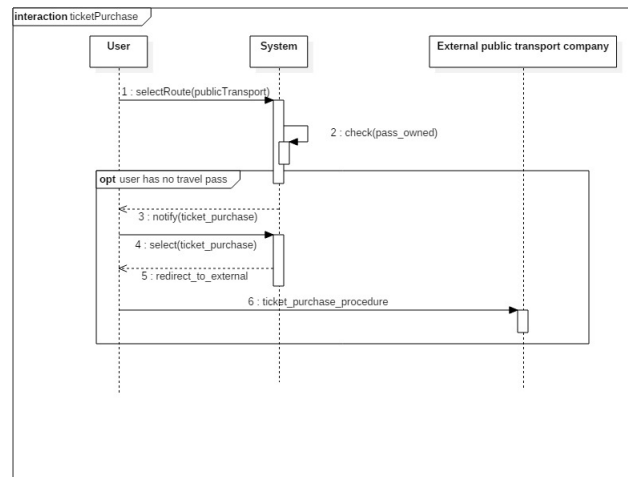 interaction ticketPurchase
User
System
External public transport company
1 : selectRoute(publicTransport)
2 : check(pass_owned)
opt user has no travel pass
3 : notify(ticket_purchase)
4 : select(ticket_purchase)
5 : redirect_to_external
6 : ticket_purchase_procedure